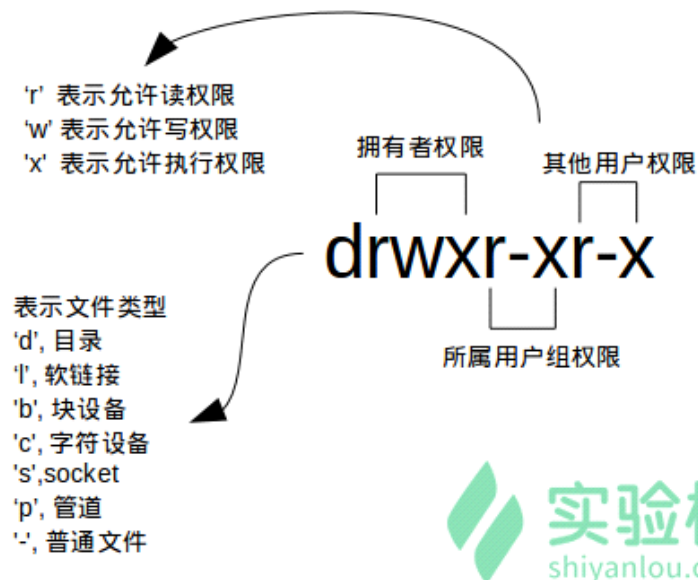 'r' 表示允许读权限
'w' 表示允许写权限
'x' 表示允许执行权限
拥有者权限
其他用户权限
drwxr-xr-x
所属用户组权限
表示文件类型
'd', 目录
'l', 软链接
'b', 块设备
'c', 字符设备
's',socket
'p', 管道
'-', 普通文件
实验
shiyanlou.c